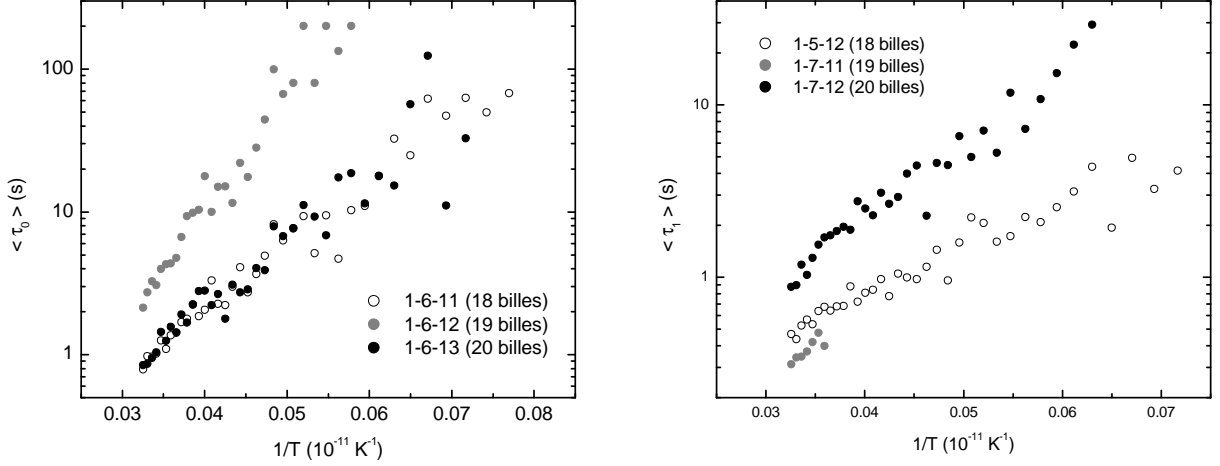 100
10
1
< τ₀ > (s)
1-6-11 (18 billes)
1-6-12 (19 billes)
1-6-13 (20 billes)
0.03 0.04 0.05 0.06 0.07 0.08
1/T (10⁻¹¹ K⁻¹)
1-5-12 (18 billes)
1-7-11 (19 billes)
1-7-12 (20 billes)
10
1
< τ₁ > (s)
0.03 0.04 0.05 0.06 0.07
1/T (10⁻¹¹ K⁻¹)